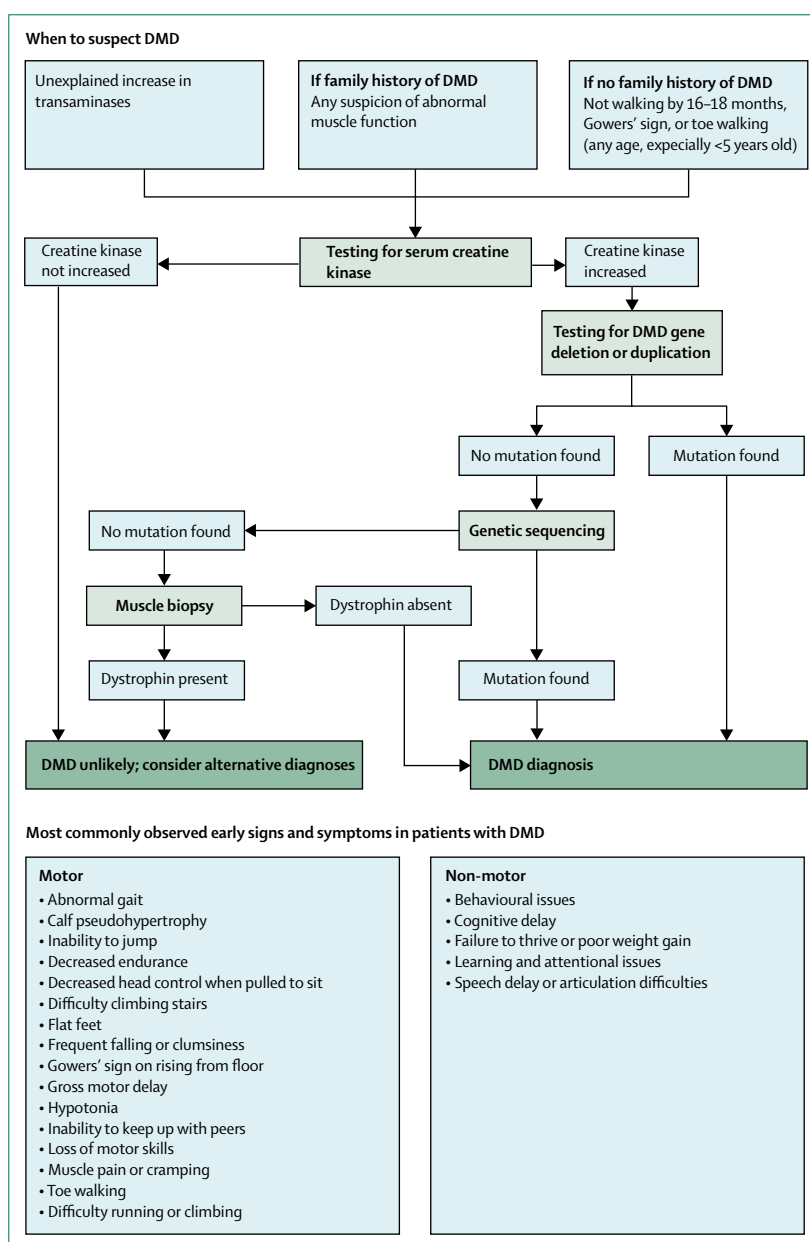 When to suspect DMD
Unexplained increase in
transaminases
If family history of DMD
Any suspicion of abnormal
muscle function
If no family history of DMD
Not walking by 16–18 months,
Gowers’ sign, or toe walking
(any age, expecially <5 years old)
Creatine kinase
not increased
Testing for serum creatine
kinase
Creatine kinase
increased
Testing for DMD gene
deletion or duplication
No mutation found
Mutation found
No mutation found
Genetic sequencing
Muscle biopsy
Dystrophin absent
Dystrophin present
Mutation found
DMD unlikely; consider alternative diagnoses
DMD diagnosis
Most commonly observed early signs and symptoms in patients with DMD
Motor
• Abnormal gait
• Calf pseudohypertrophy
• Inability to jump
• Decreased endurance
• Decreased head control when pulled to sit
• Difficulty climbing stairs
• Flat feet
• Frequent falling or clumsiness
• Gowers’ sign on rising from floor
• Gross motor delay
• Hypotonia
• Inability to keep up with peers
• Loss of motor skills
• Muscle pain or cramping
• Toe walking
• Difficulty running or climbing
Non-motor
• Behavioural issues
• Cognitive delay
• Failure to thrive or poor weight gain
• Learning and attentional issues
• Speech delay or articulation difficulties